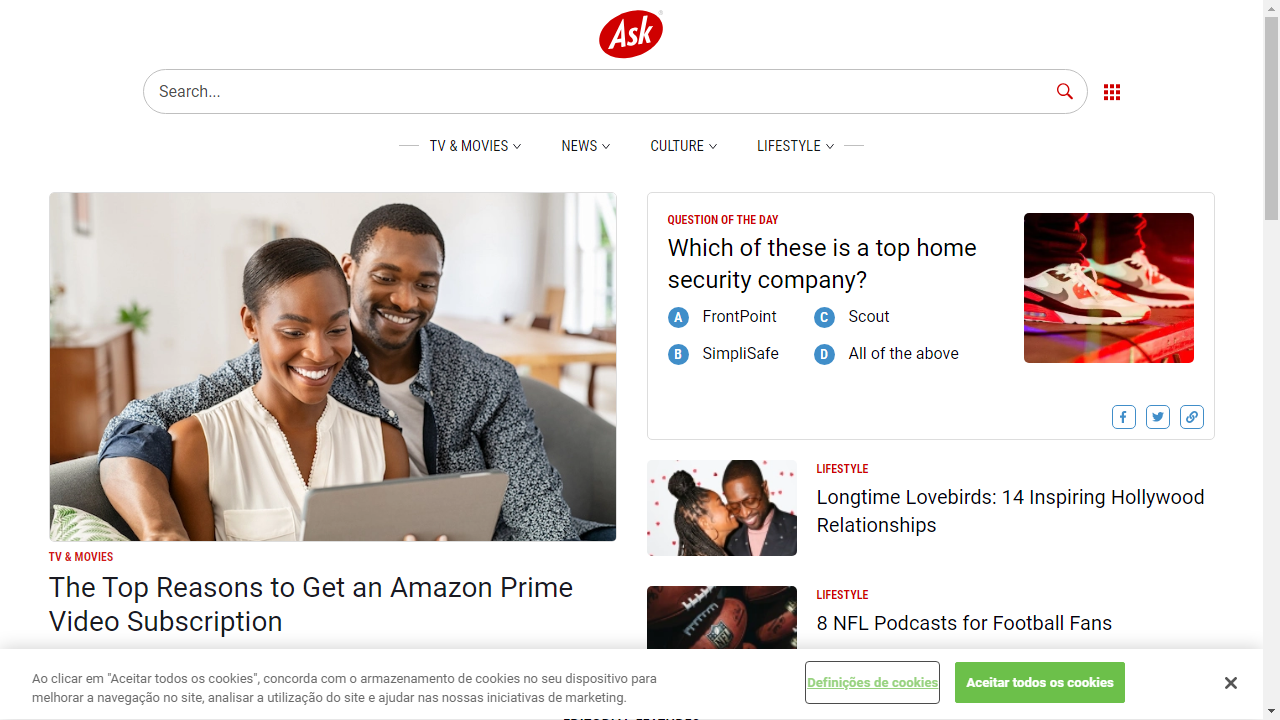 Ask
Search...
TV & MOVIES
NEWS
CULTURE
LIFESTYLE
QUESTION OF THE DAY
Which of these is a top home
security company?
A FrontPoint
C Scout
B SimpliSafe
D All of the above
TV & MOVIES
The Top Reasons to Get an Amazon Prime
Video Subscription
LIFESTYLE
Longtime Lovebirds: 14 Inspiring Hollywood
Relationships
LIFESTYLE
8 NFL Podcasts for Football Fans
Ao clicar em "Aceitar todos os cookies", concorda com o armazenamento de cookies no seu dispositivo para
melhorar a navegação no site, analisar a utilização do site e ajudar nas nossas iniciativas de marketing.
Definições de cookies
Aceitar todos os cookies